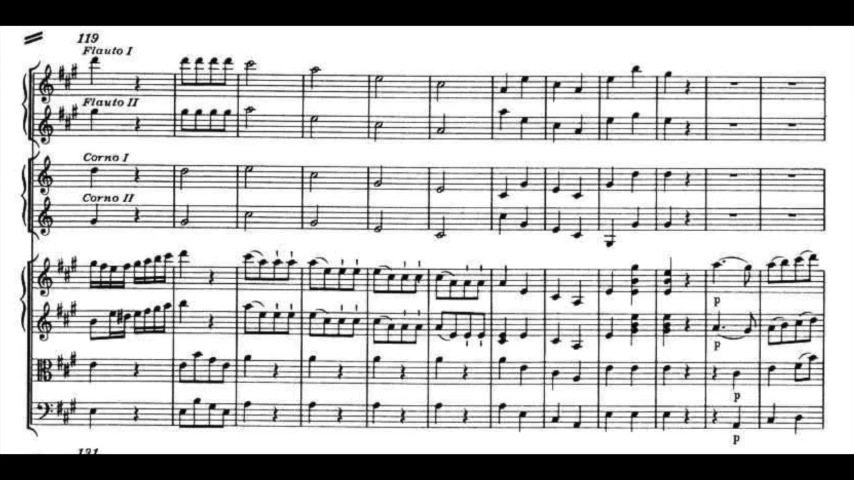 119
Flauto I
Flauto II
Corno I
Corno II
p
p
p
p
131